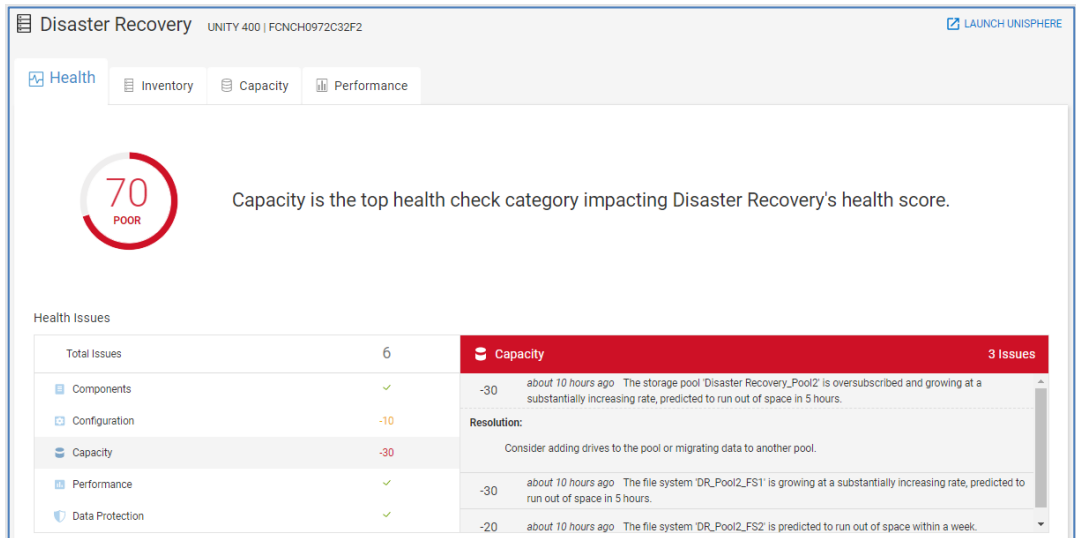 Disaster Recovery UNITY 400 | FCNCH0972C32F2 LAUNCH UNISPHERE
Health Inventory Capacity Performance
70
POOR
Capacity is the top health check category impacting Disaster Recovery's health score.
Health Issues
Total Issues 6
Components
Configuration -10
Capacity -30
Performance
Data Protection
Capacity 3 Issues
-30 about 10 hours ago The storage pool 'Disaster Recovery_Pool2' is oversubscribed and growing at a
substantially increasing rate, predicted to run out of space in 5 hours.
Resolution:
Consider adding drives to the pool or migrating data to another pool.
-30 about 10 hours ago The file system 'DR_Pool2_FS1' is growing at a substantially increasing rate, predicted to
run out of space in 5 hours.
-20 about 10 hours ago The file system 'DR_Pool2_FS2' is predicted to run out of space within a week.